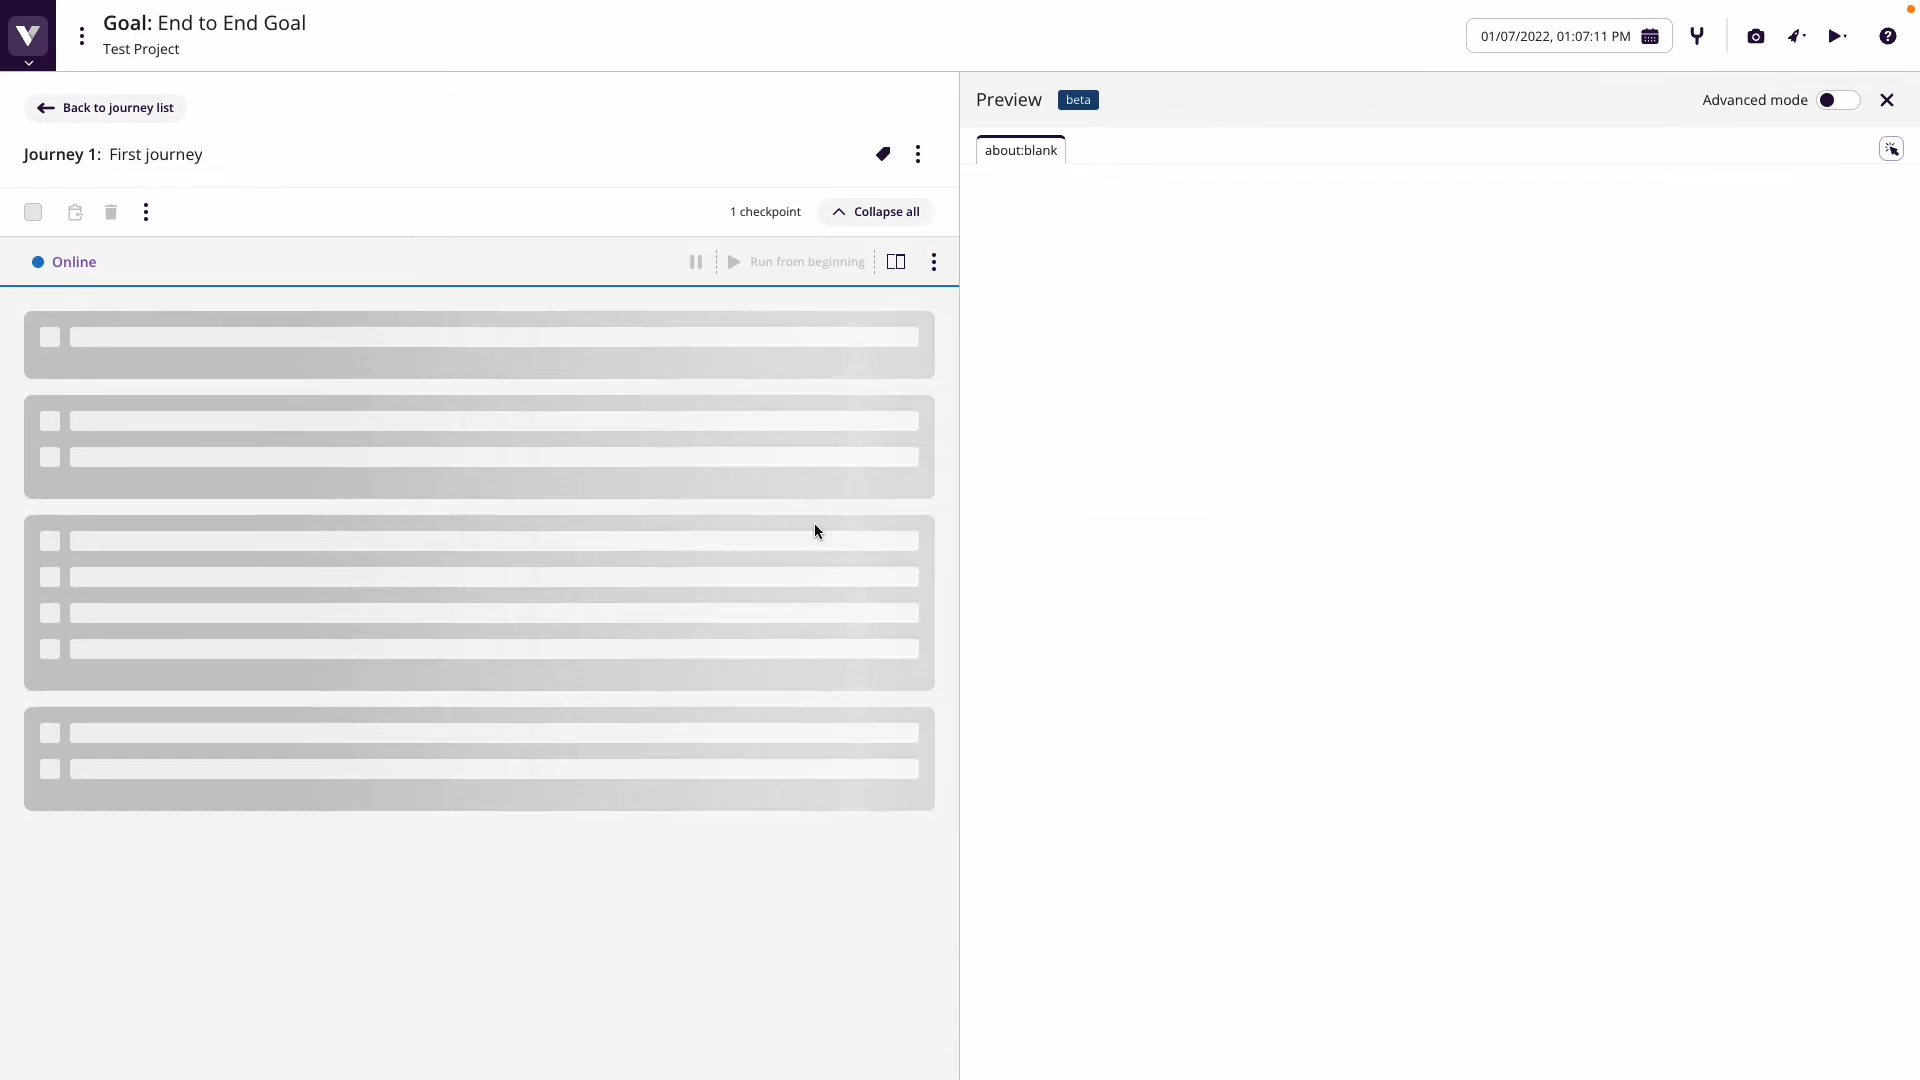 Goal: End to End Goal
Test Project
01/07/2022, 01:07:11 PM
Back to journey list
Journey 1: First journey
1 checkpoint
Collapse all
Online
Run from beginning
Preview
beta
Advanced mode
about:blank